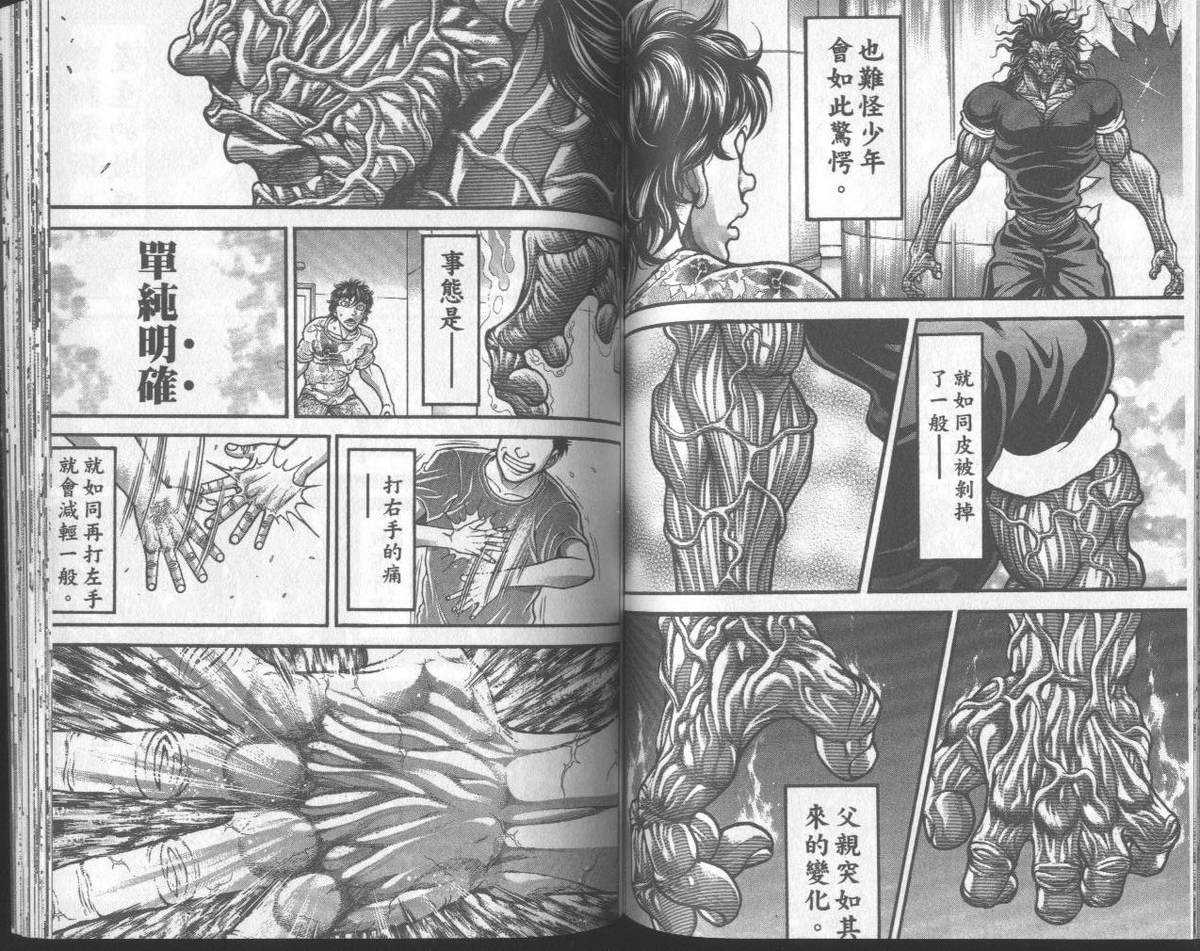 也難怪少年
會如此驚愕。
就如同皮被剝掉
了一般——
父親突如其
來的變化。
事態是——
單純明確
打右手的痛
——
就如同再打左手
就會減輕一般。